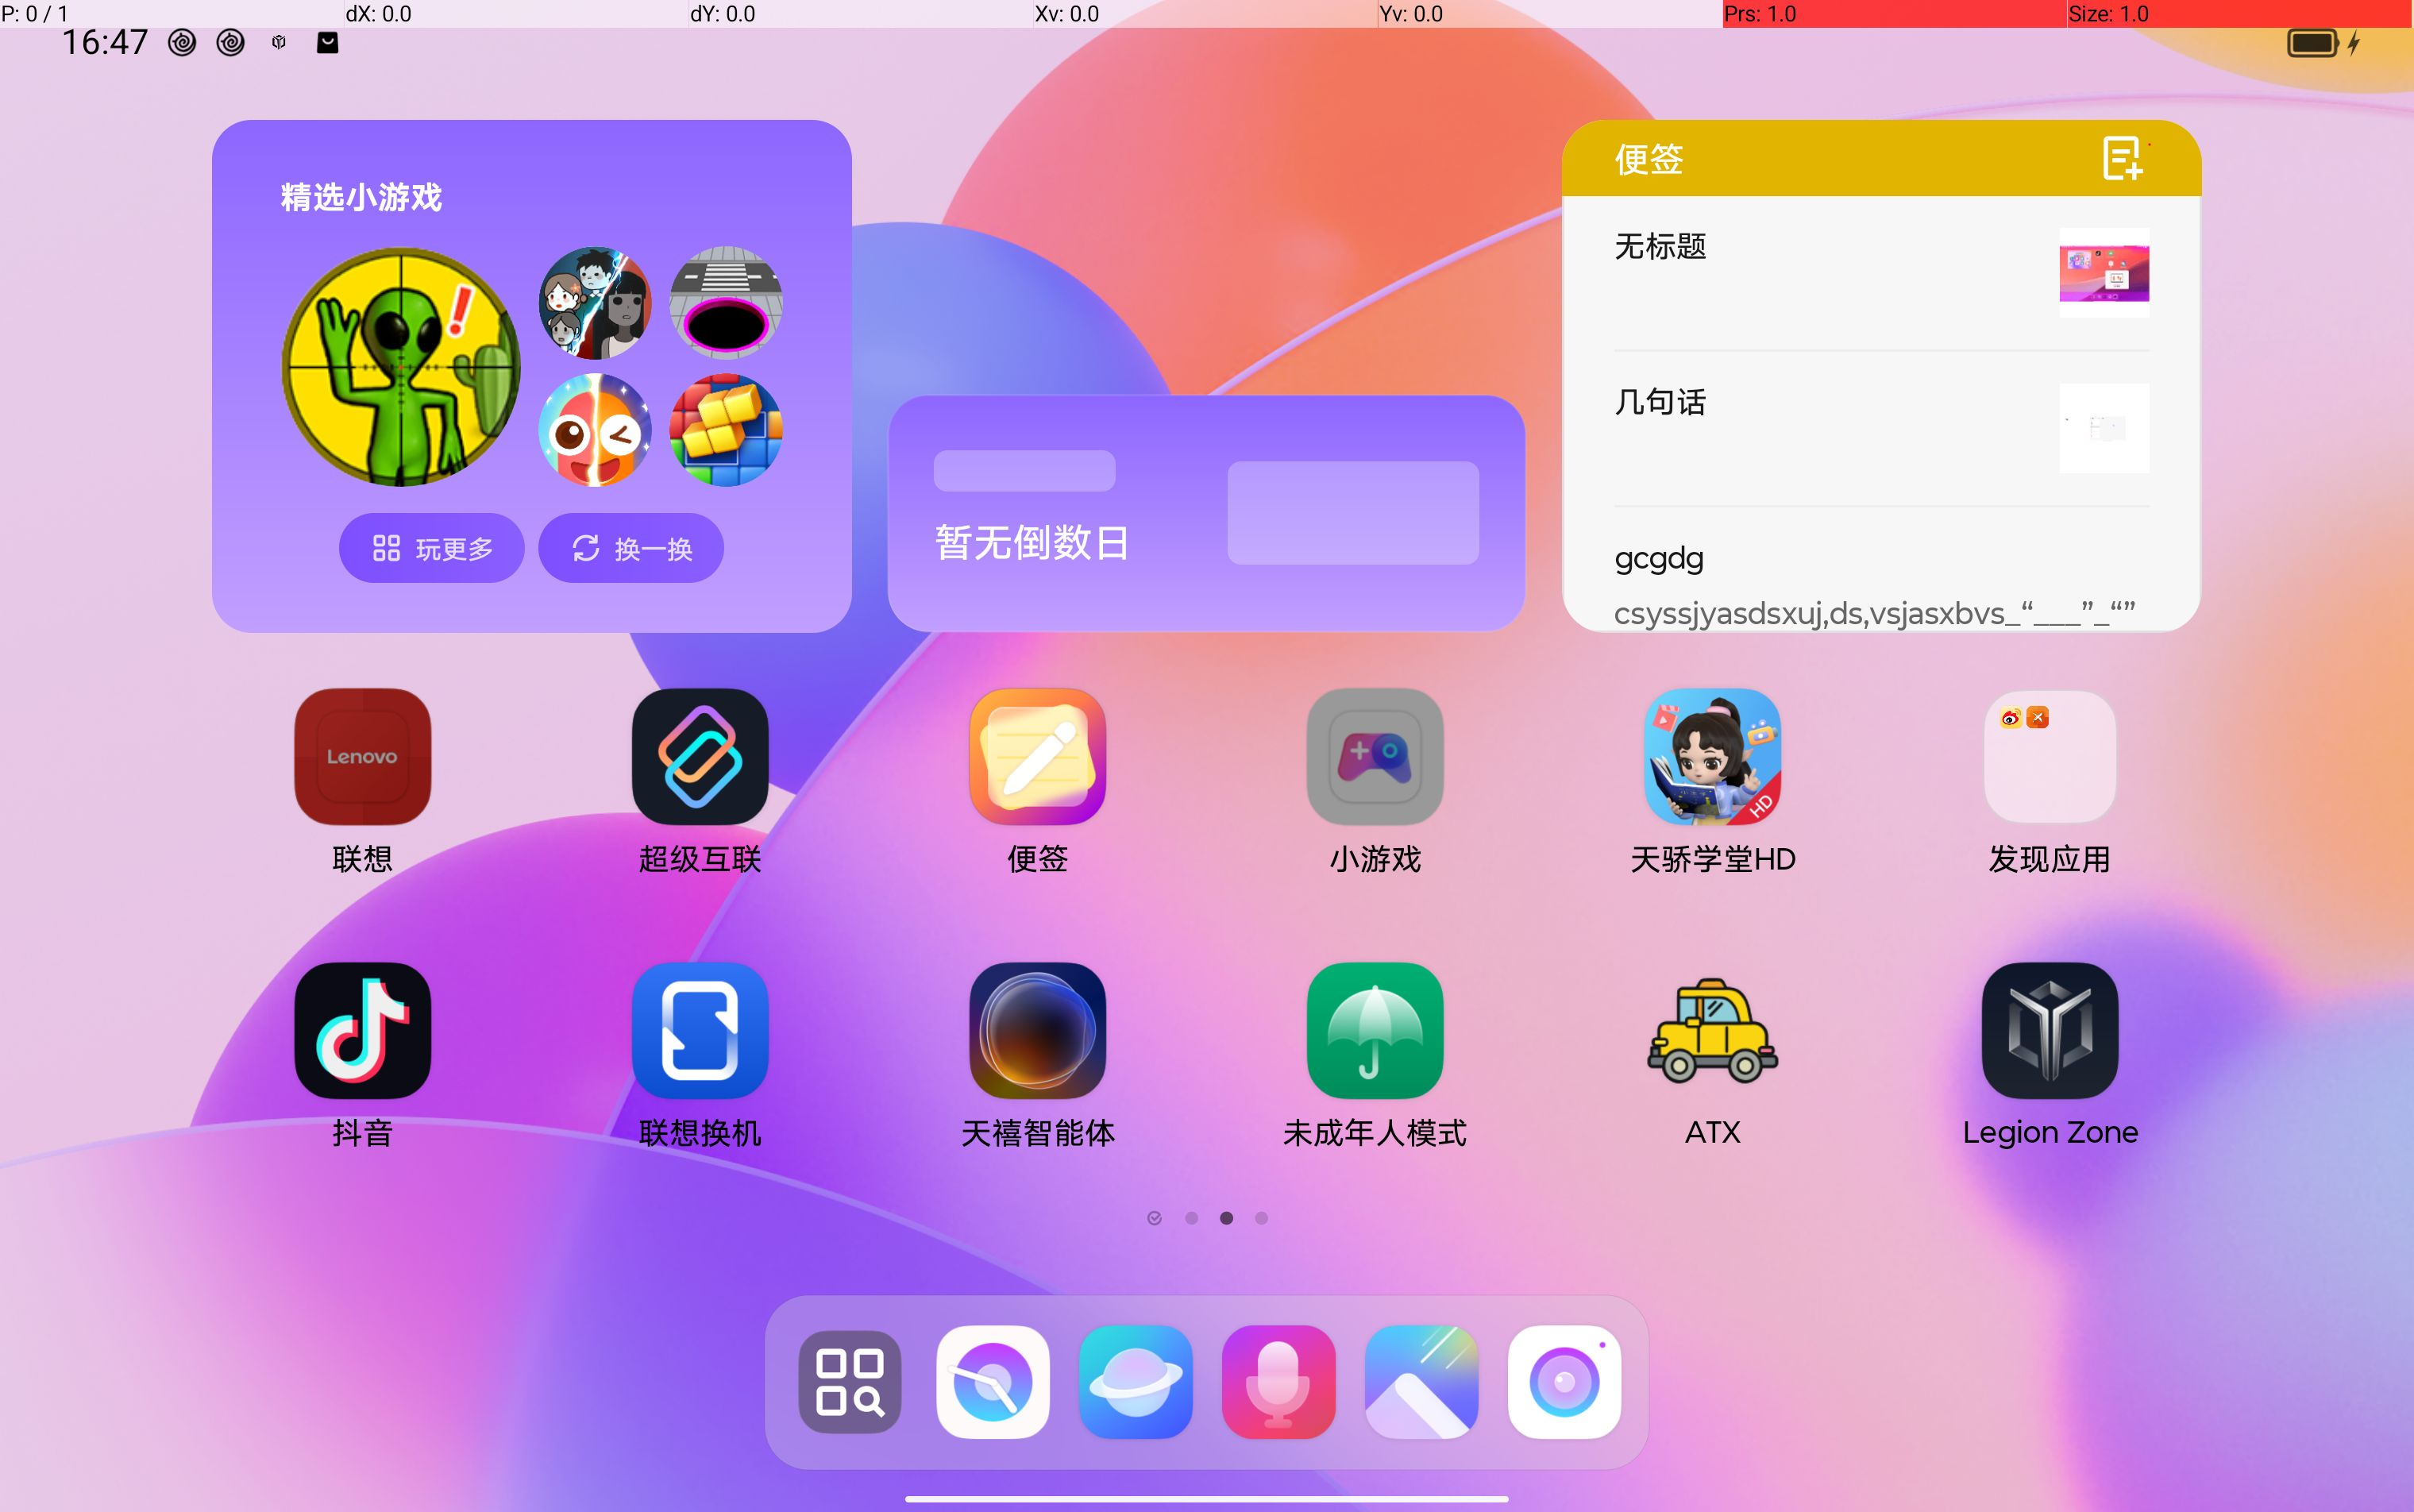 P: 0 / 1 dX: 0.0 dY: 0.0 Xv: 0.0 Yv: 0.0 Prs: 1.0 Size: 1.0
16:47
精选小游戏
玩更多 换一换
暂无倒数日
便签
无标题
几句话
gcgdg
csyssjyasdsxuj,ds,vsjasxbvs_“___”_“”
Lenovo
HD
联想 超级互联 便签 小游戏 天骄学堂HD 发现应用
抖音 联想换机 天禧智能体 未成年人模式 ATX Legion Zone